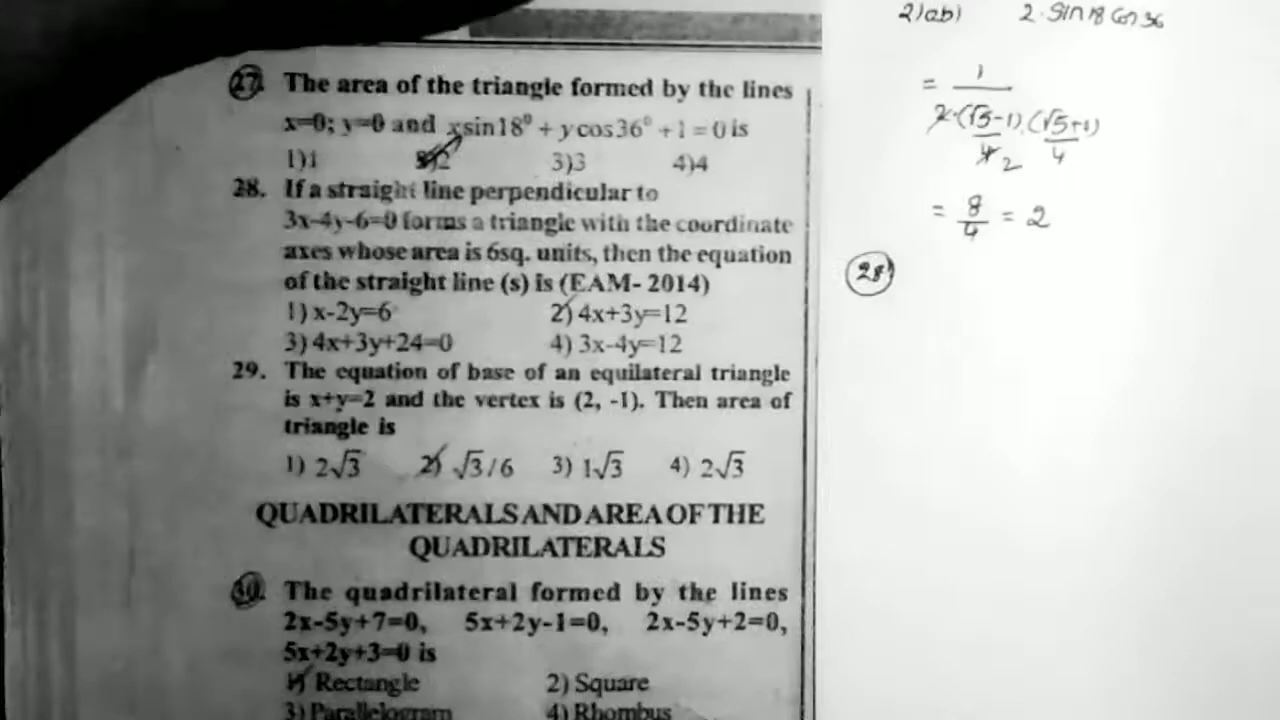 27. The area of the triangle formed by the lines
x=0; y=0 and x sin18⁰ + y cos36⁰ + 1 = 0 is
1)1 2)2 3)3 4)4
28. If a straight line perpendicular to
3x-4y-6=0 forms a triangle with the coordinate
axes whose area is 6sq. units, then the equation
of the straight line (s) is (EAM- 2014)
1) x-2y=6 2) 4x+3y=12
3) 4x+3y+24=0 4) 3x-4y=12
29. The equation of base of an equilateral triangle
is x+y=2 and the vertex is (2, -1). Then area of
triangle is
1) 2√3 2) √3/6 3) 1√3 4) 2√3
QUADRILATERALS AND AREA OF THE
QUADRILATERALS
30. The quadrilateral formed by the lines
2x-5y+7=0, 5x+2y-1=0, 2x-5y+2=0,
5x+2y+3=0 is
1) Rectangle 2) Square
3) Parallelogram 4) Rhombus
2|ab| 2·Sin18 Cos36
= 1
2·(√5-1)·(√5+1)
4 2 4
= 8/4 = 2
28)